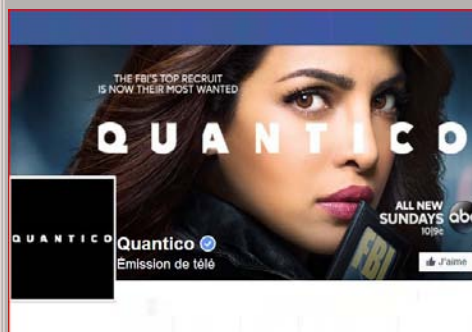 THE FBI'S TOP RECRUIT
IS NOW THEIR MOST WANTED
QUANTICO
ALL NEW
SUNDAYS abc
10|9c
QUANTICO
FBI
Quantico
Émission de télé
J'aime